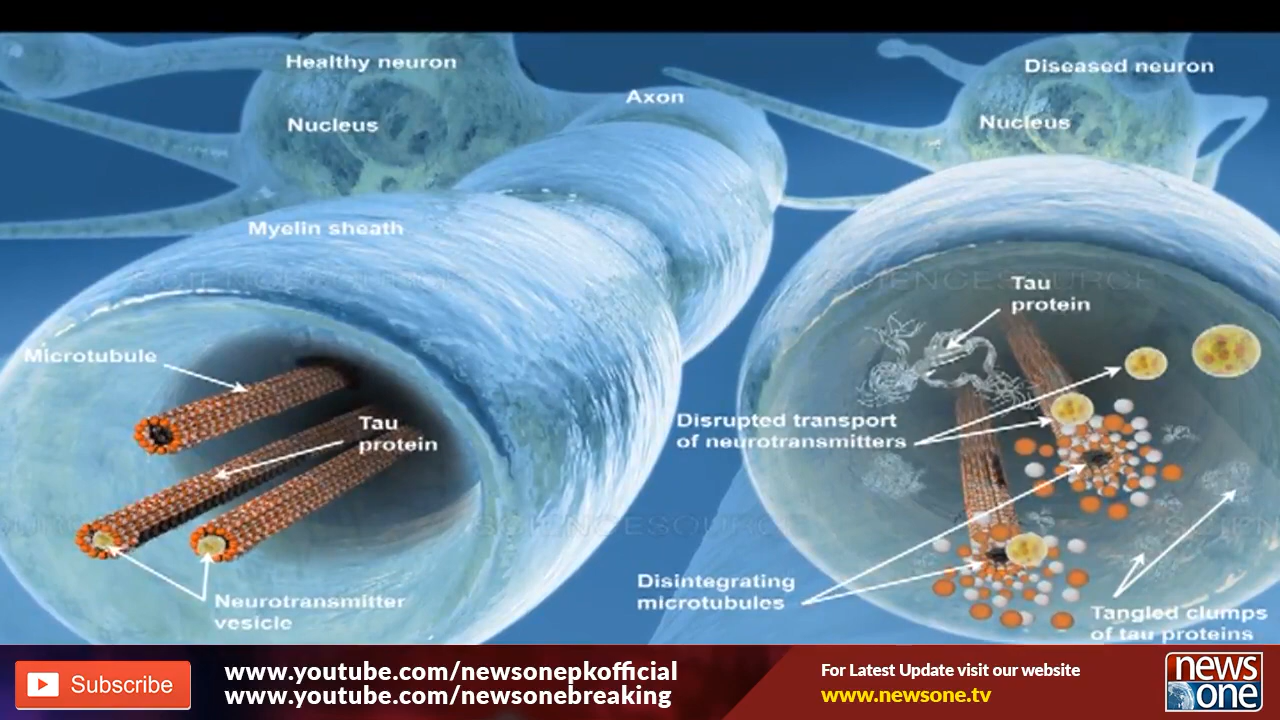 Healthy neuron
Nucleus
Axon
Myelin sheath
Microtubule
Tau
protein
Neurotransmitter
vesicle
Diseased neuron
Nucleus
Tau
protein
Disrupted transport
of neurotransmitters
Disintegrating
microtubules
Tangled clumps
of tau proteins
SCIENCESOURCE
Subscribe
www.youtube.com/newsonepkofficial
www.youtube.com/newsonebreaking
For Latest Update visit our website
www.newsone.tv
news
one